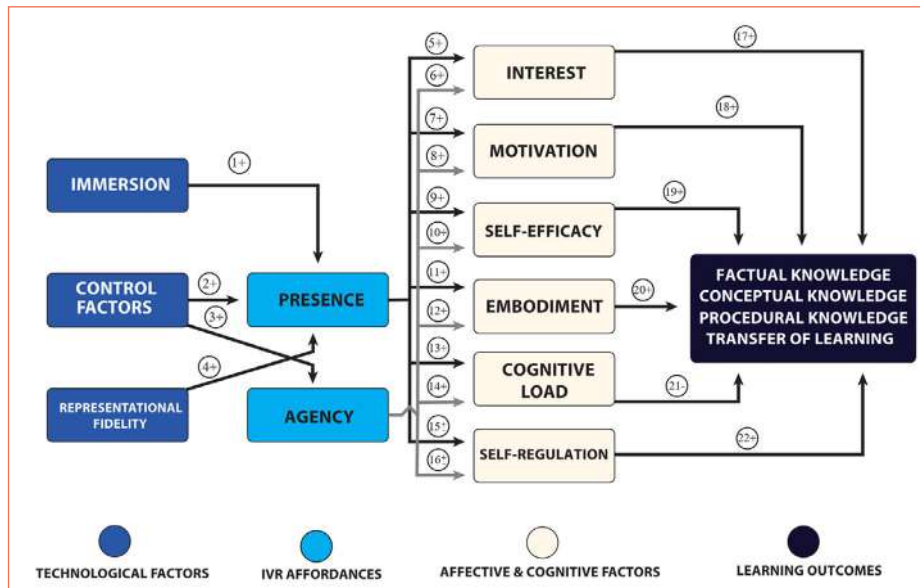 1+
IMMERSION
CONTROL
FACTORS
2+
3+
4+
REPRESENTATIONAL
FIDELITY
PRESENCE
AGENCY
5+
6+
7+
8+
9+
10+
11+
12+
13+
14+
15±
16±
INTEREST
MOTIVATION
SELF-EFFICACY
EMBODIMENT
COGNITIVE
LOAD
SELF-REGULATION
17+
18+
19+
20+
21-
22+
FACTUAL KNOWLEDGE
CONCEPTUAL KNOWLEDGE
PROCEDURAL KNOWLEDGE
TRANSFER OF LEARNING
TECHNOLOGICAL FACTORS
IVR AFFORDANCES
AFFECTIVE & COGNITIVE FACTORS
LEARNING OUTCOMES